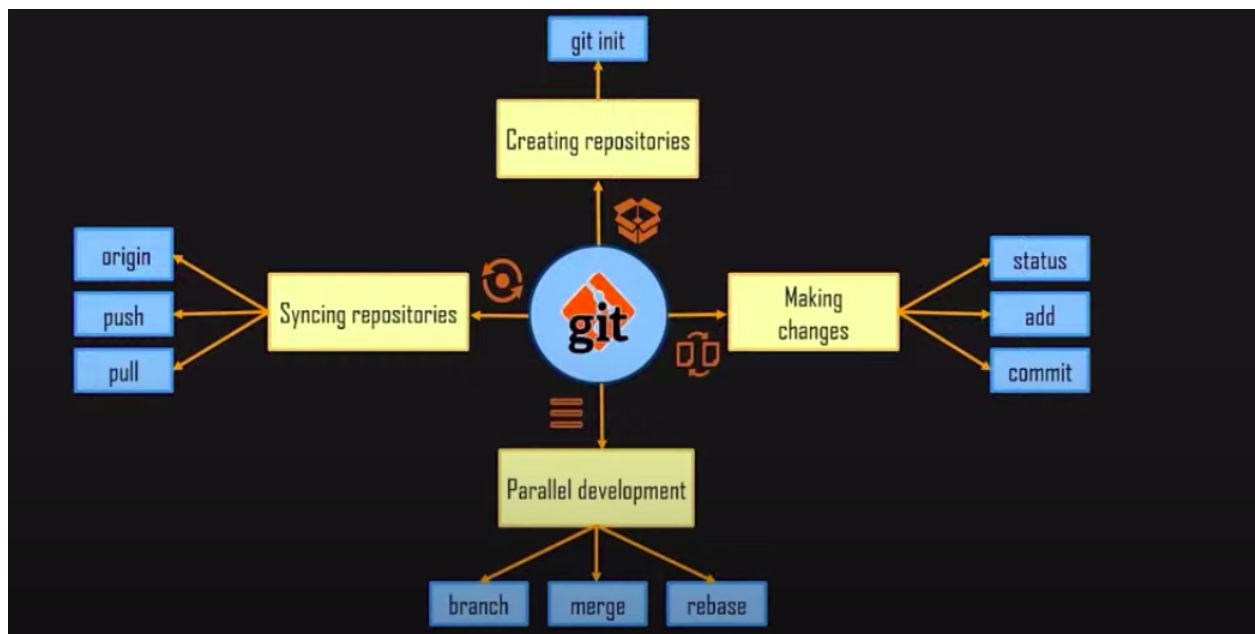 git init
Creating repositories
origin
push
pull
Syncing repositories
git
Making
changes
status
add
commit
Parallel development
branch
merge
rebase